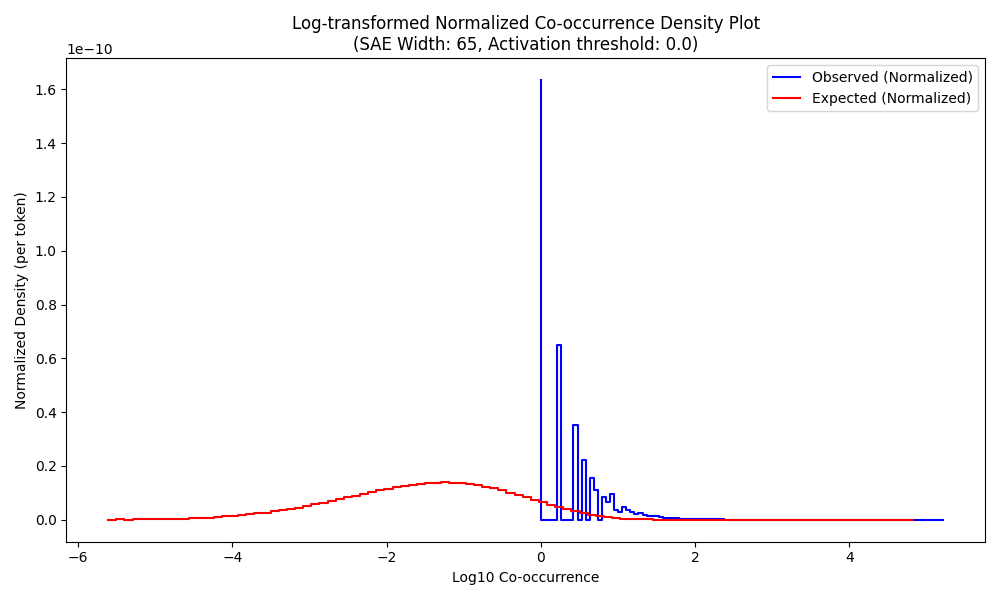 Log-transformed Normalized Co-occurrence Density Plot
(SAE Width: 65, Activation threshold: 0.0)
1e−10
Observed (Normalized)
Expected (Normalized)
1.6
1.4
1.2
1.0
0.8
0.6
0.4
0.2
0.0
Normalized Density (per token)
−6
−4
−2
0
2
4
Log10 Co-occurrence